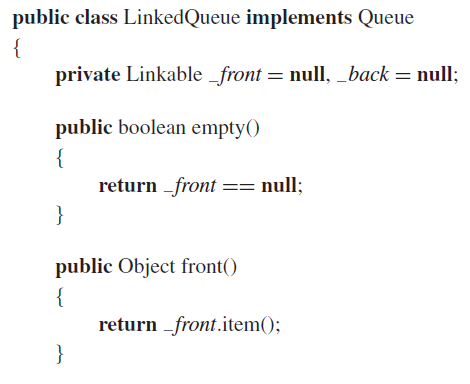 public class LinkedQueue implements Queue
{
private Linkable _front = null, _back = null;
public boolean empty()
{
return _front == null;
}
public Object front()
{
return _front.item();
}